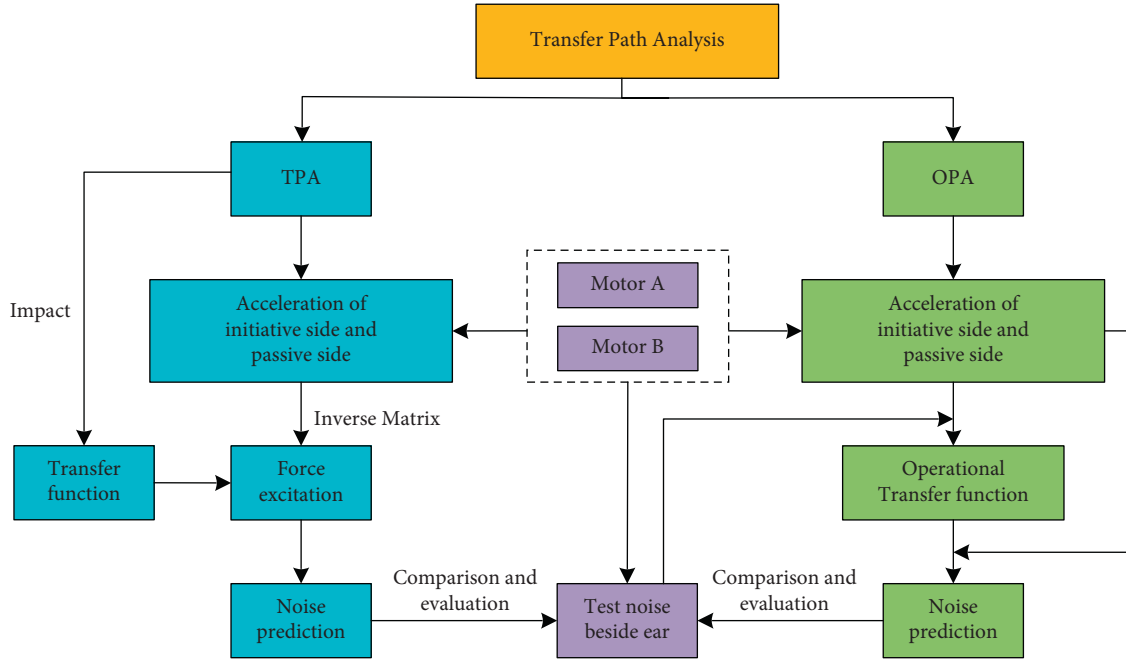 Transfer Path Analysis
TPA
OPA
Impact
Acceleration of
initiative side and
passive side
Motor A
Motor B
Acceleration of
initiative side and
passive side
Inverse Matrix
Transfer
function
Force
excitation
Operational
Transfer function
Noise
prediction
Comparison and
evaluation
Test noise
beside ear
Comparison and
evaluation
Noise
prediction